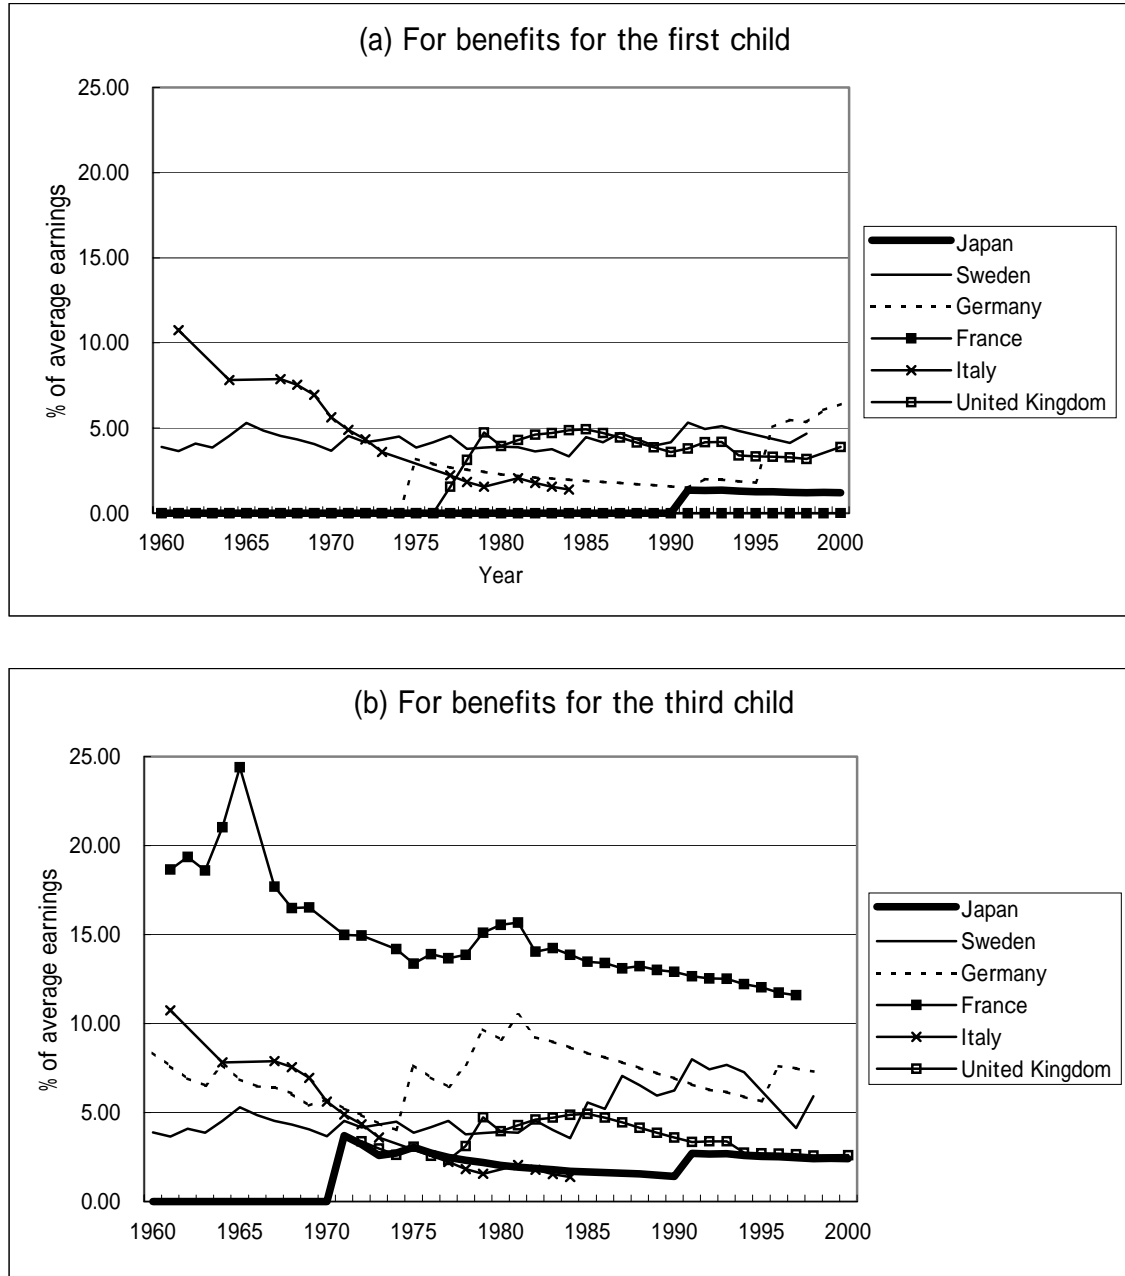 (a) For benefits for the first child
25.00
20.00
15.00
10.00
5.00
0.00
% of average earnings
1960 1965 1970 1975 1980 1985 1990 1995 2000
Year
Japan
Sweden
Germany
France
Italy
United Kingdom
(b) For benefits for the third child
25.00
20.00
15.00
10.00
5.00
0.00
% of average earnings
1960 1965 1970 1975 1980 1985 1990 1995 2000
Japan
Sweden
Germany
France
Italy
United Kingdom